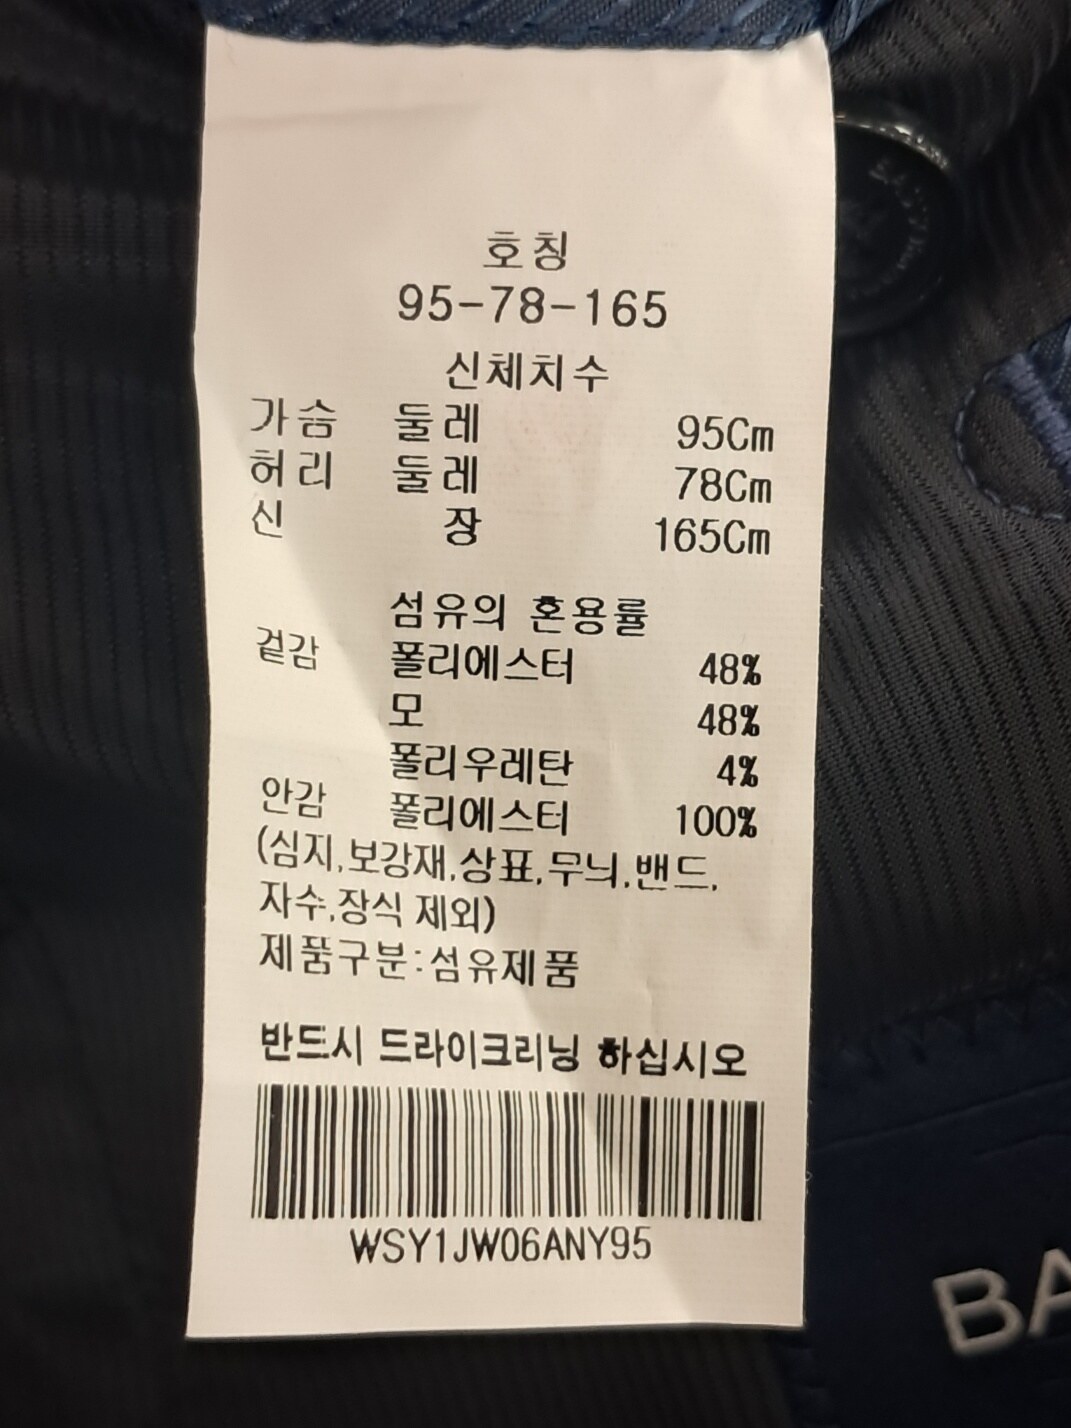 호칭
95-78-165
신체치수
가슴 둘레 95Cm
허리 둘레 78Cm
신 장 165Cm
섬유의 혼용률
겉감 폴리에스터 48%
모 48%
폴리우레탄 4%
안감 폴리에스터 100%
(심지,보강재,상표,무늬,밴드,
자수,장식 제외)
제품구분:섬유제품
반드시 드라이크리닝 하십시오
WSY1JW06ANY95
BA